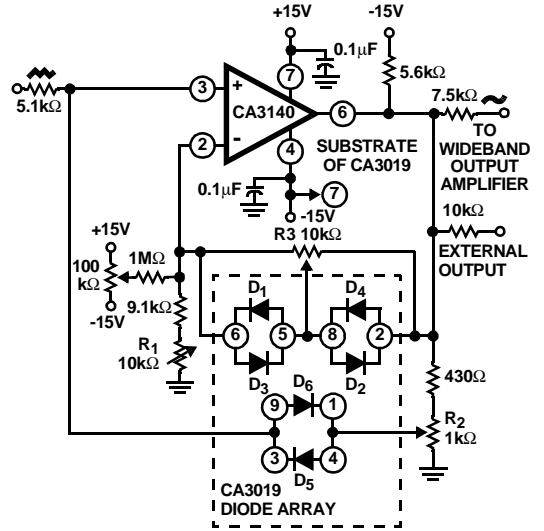 +15V
-15V
0.1µF
5.6kΩ
5.1kΩ
7
3
+
CA3140
6
7.5kΩ
2
-
4
SUBSTRATE
OF CA3019
TO
WIDEBAND
OUTPUT
AMPLIFIER
0.1µF
7
-15V
R3 10kΩ
10kΩ
EXTERNAL
OUTPUT
+15V
1MΩ
100
kΩ
-15V
9.1kΩ
R1
10kΩ
D1
D4
6
5
8
2
D3
D2
D6
9
1
3
4
D5
430Ω
R2
1kΩ
CA3019
DIODE ARRAY